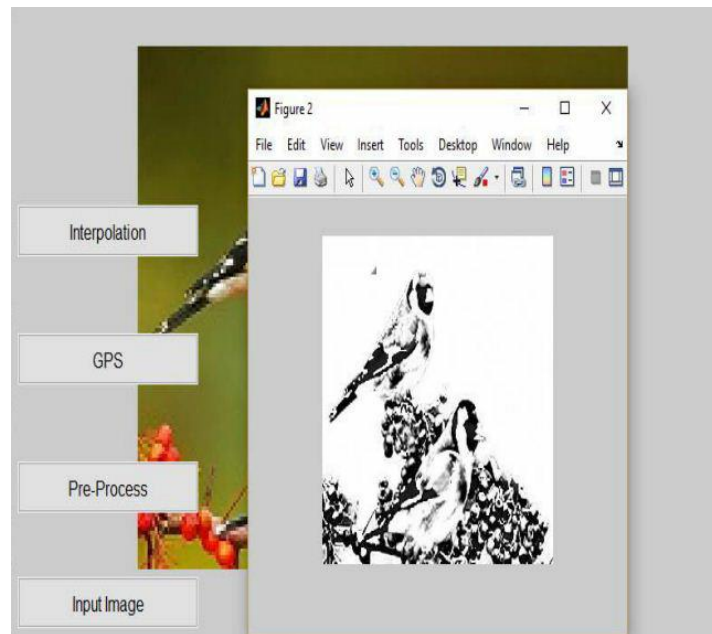 Figure 2
File Edit View Insert Tools Desktop Window Help
Interpolation
GPS
Pre-Process
Input Image